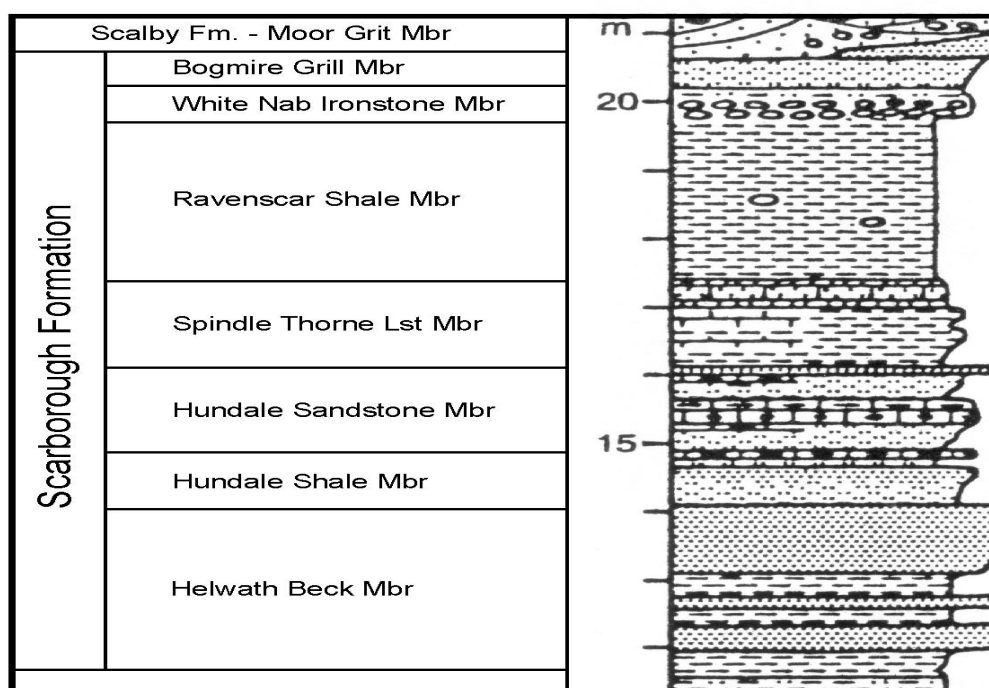 Scalby Fm. - Moor Grit Mbr
Scarborough Formation
Bogmire Grill Mbr
White Nab Ironstone Mbr
Ravenscar Shale Mbr
Spindle Thorne Lst Mbr
Hundale Sandstone Mbr
Hundale Shale Mbr
Helwath Beck Mbr
m
20
15